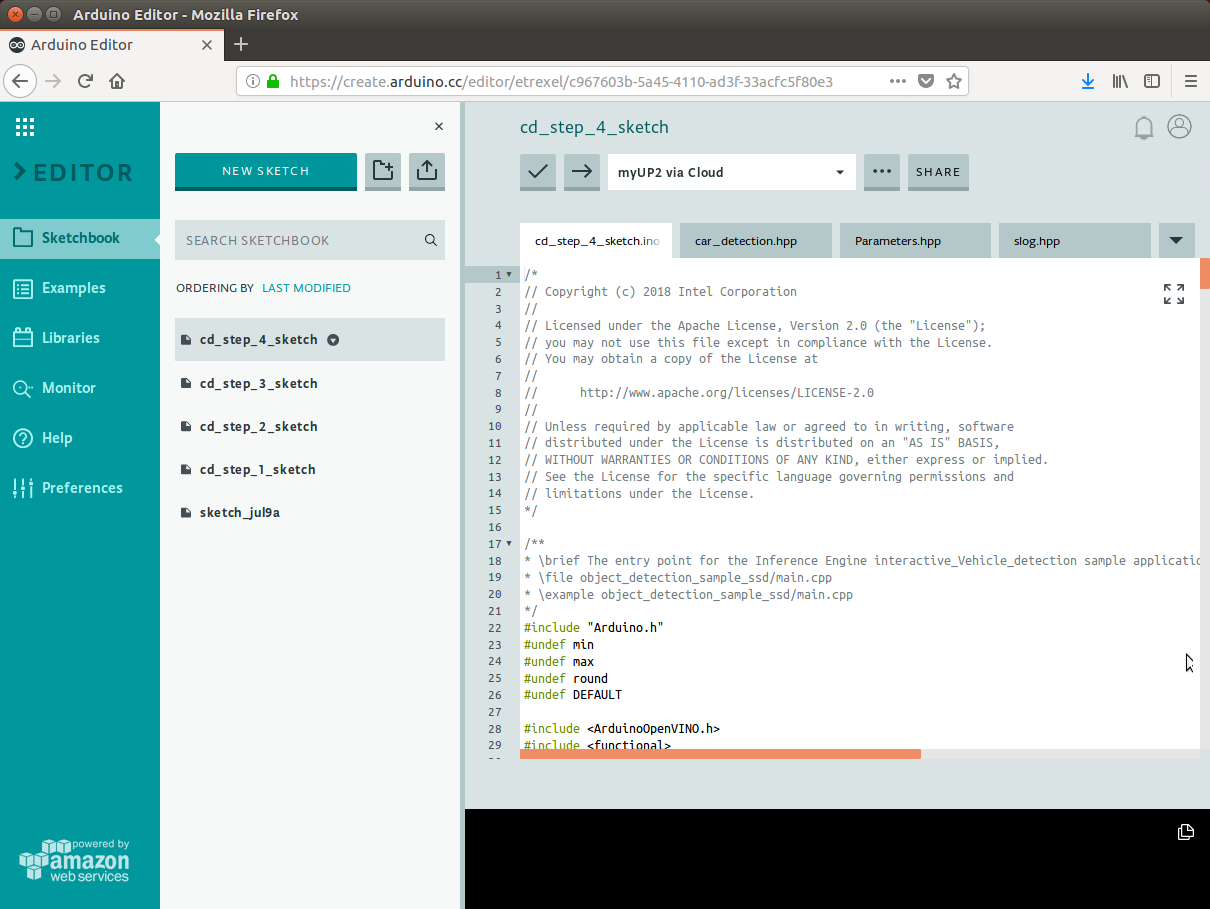 Arduino Editor - Mozilla Firefox
Arduino Editor
https://create.arduino.cc/editor/etrexel/c967603b-5a45-4110-ad3f-33acfc5f80e3
EDITOR
Sketchbook
Examples
Libraries
Monitor
Help
Preferences
powered by
amazon
web services
NEW SKETCH
SEARCH SKETCHBOOK
ORDERING BY LAST MODIFIED
cd_step_4_sketch
cd_step_3_sketch
cd_step_2_sketch
cd_step_1_sketch
sketch_jul9a
cd_step_4_sketch
myUP2 via Cloud
SHARE
cd_step_4_sketch.ino
car_detection.hpp
Parameters.hpp
slog.hpp
1 /*
2 // Copyright (c) 2018 Intel Corporation
3 //
4 // Licensed under the Apache License, Version 2.0 (the "License");
5 // you may not use this file except in compliance with the License.
6 // You may obtain a copy of the License at
7 //
8 //      http://www.apache.org/licenses/LICENSE-2.0
9 //
10 // Unless required by applicable law or agreed to in writing, software
11 // distributed under the License is distributed on an "AS IS" BASIS,
12 // WITHOUT WARRANTIES OR CONDITIONS OF ANY KIND, either express or implied.
13 // See the License for the specific language governing permissions and
14 // limitations under the License.
15 */
16
17 /**
18 * \brief The entry point for the Inference Engine interactive_Vehicle_detection sample applicatio
19 * \file object_detection_sample_ssd/main.cpp
20 * \example object_detection_sample_ssd/main.cpp
21 */
22 #include "Arduino.h"
23 #undef min
24 #undef max
25 #undef round
26 #undef DEFAULT
27
28 #include <ArduinoOpenVINO.h>
29 #include <functional>